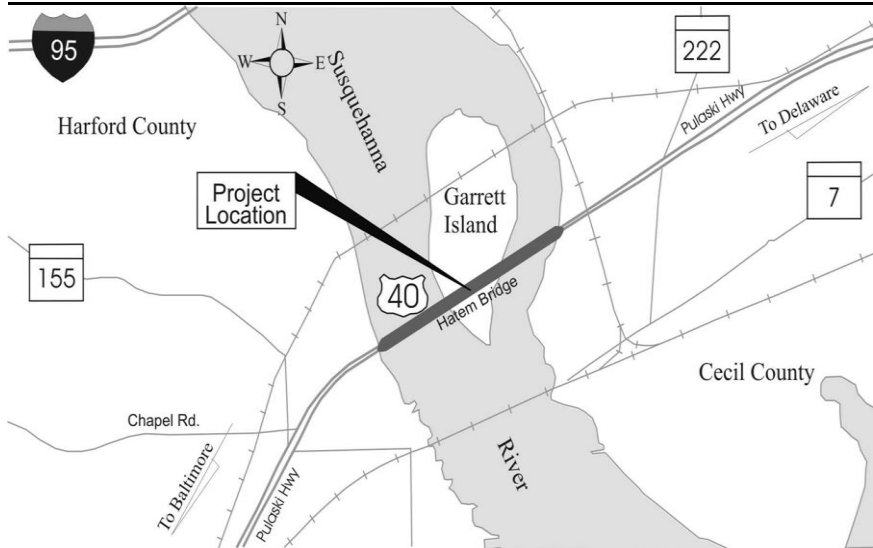 95
N
W
E
S
Susquehanna
222
Pulaski Hwy
To Delaware
Harford County
Project
Location
Garrett
Island
7
155
40
Hatem Bridge
Cecil County
Chapel Rd.
To Baltimore
Pulaski Hwy
River